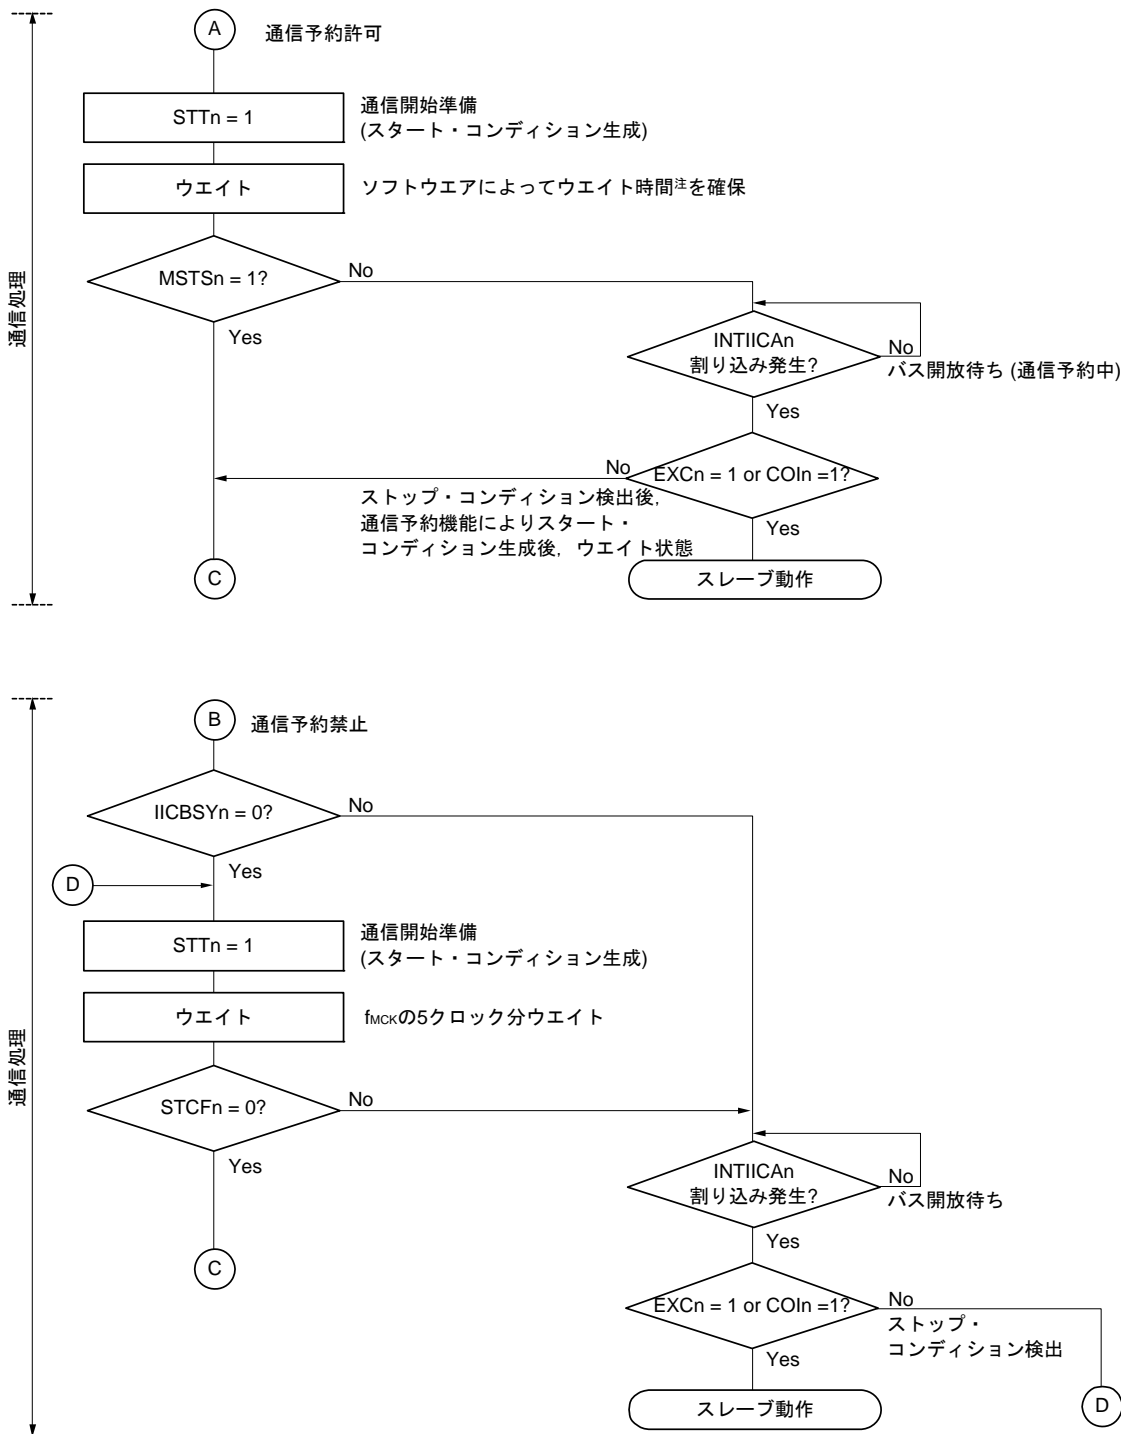 A
通信予約許可
STTn = 1
通信開始準備
(スタート・コンディション生成)
ウエイト
ソフトウエアによってウエイト時間注を確保
MSTSn = 1?
No
Yes
INTIICAn
割り込み発生?
No
バス開放待ち (通信予約中)
Yes
EXCn = 1 or COIn =1?
No
ストップ・コンディション検出後,
通信予約機能によりスタート・
コンディション生成後, ウエイト状態
Yes
C
スレーブ動作
通信処理
B
通信予約禁止
IICBSYn = 0?
No
Yes
D
STTn = 1
通信開始準備
(スタート・コンディション生成)
ウエイト
fMCKの5クロック分ウエイト
STCFn = 0?
No
Yes
INTIICAn
割り込み発生?
No
バス開放待ち
Yes
C
EXCn = 1 or COIn =1?
No
ストップ・
コンディション検出
Yes
スレーブ動作
D
通信処理